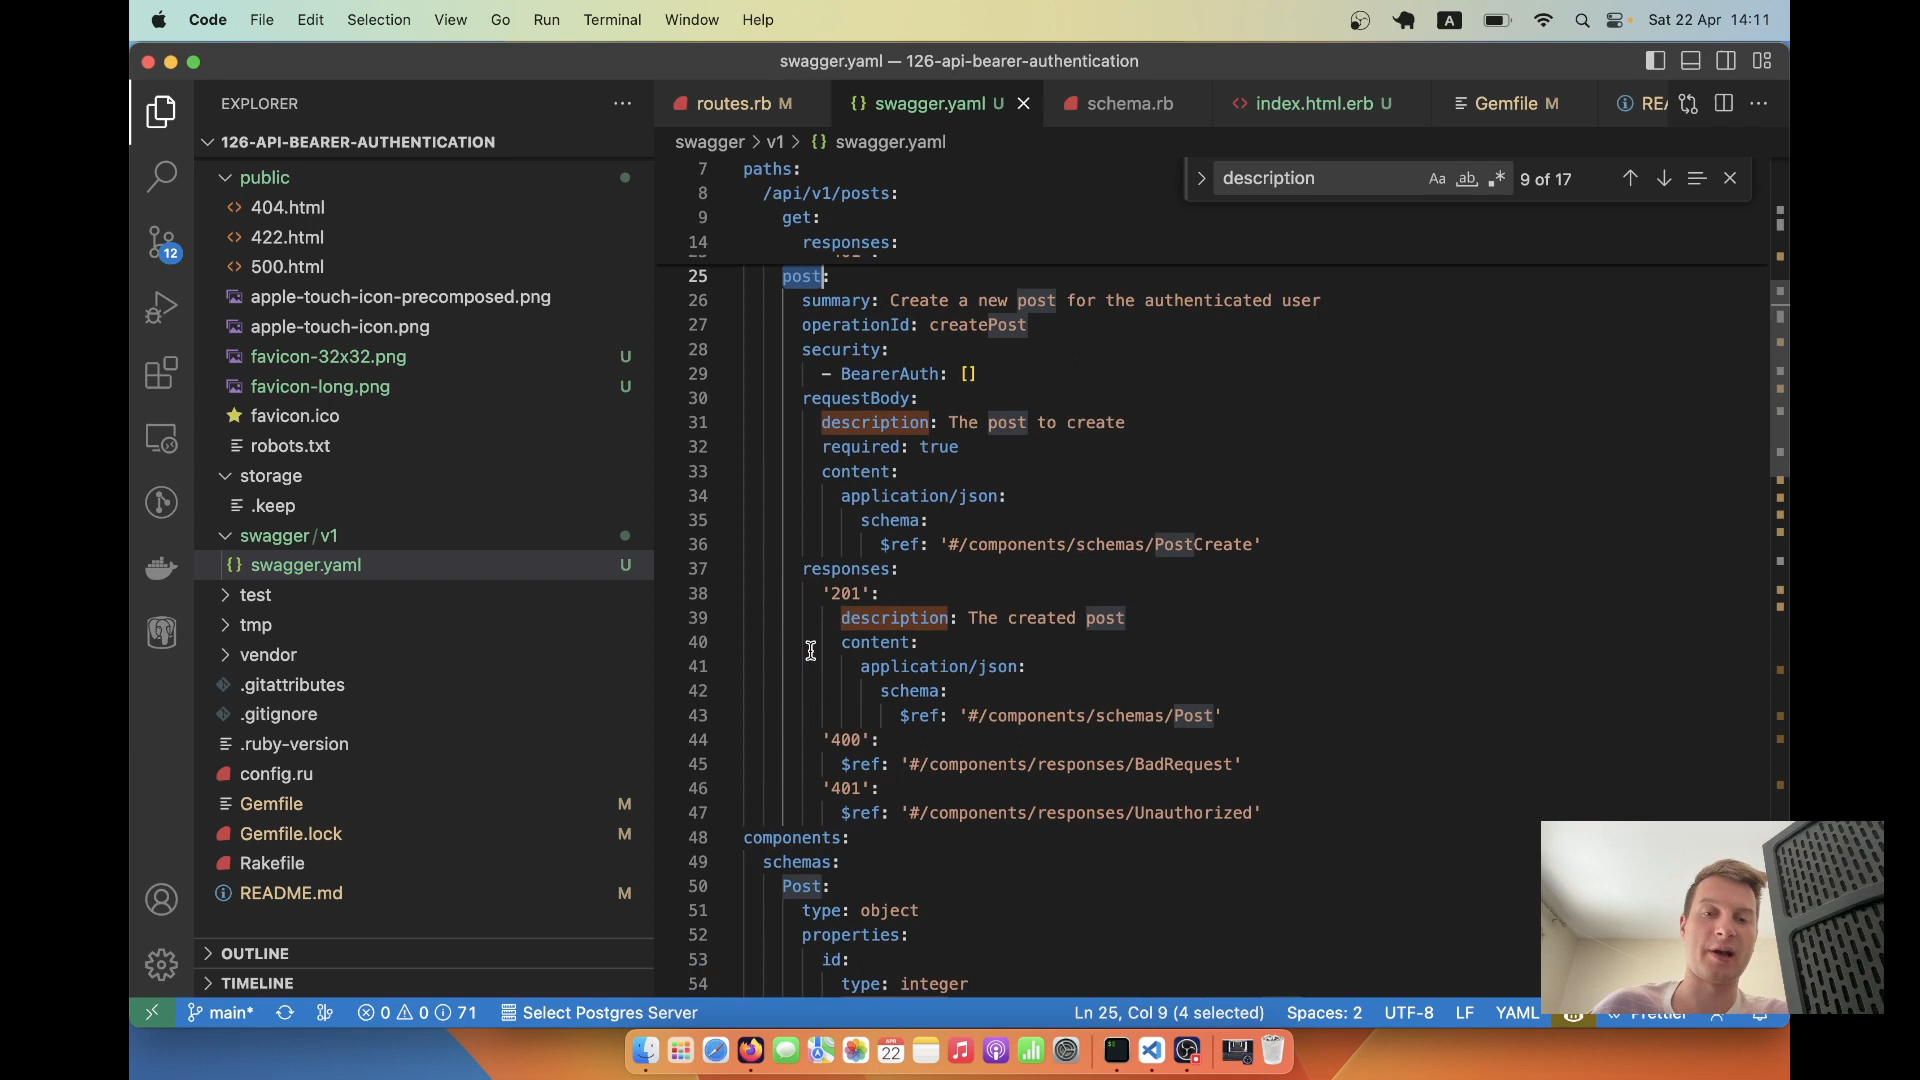 Code File Edit Selection View Go Run Terminal Window Help
A
Sat 22 Apr 14:11
swagger.yaml — 126-api-bearer-authentication
EXPLORER
routes.rb M
{} swagger.yaml U
schema.rb
<> index.html.erb U
Gemfile M
REA
126-API-BEARER-AUTHENTICATION
swagger > v1 > {} swagger.yaml
description
Aa ab .*
9 of 17
public
<> 404.html
<> 422.html
<> 500.html
apple-touch-icon-precomposed.png
apple-touch-icon.png
favicon-32x32.png U
favicon-long.png U
favicon.ico
robots.txt
storage
.keep
swagger / v1
{} swagger.yaml U
test
tmp
vendor
.gitattributes
.gitignore
.ruby-version
config.ru
Gemfile M
Gemfile.lock M
Rakefile
README.md M
OUTLINE
TIMELINE
12
7 paths:
8 /api/v1/posts:
9 get:
14 responses:
25 post:
26 summary: Create a new post for the authenticated user
27 operationId: createPost
28 security:
29 - BearerAuth: []
30 requestBody:
31 description: The post to create
32 required: true
33 content:
34 application/json:
35 schema:
36 $ref: '#/components/schemas/PostCreate'
37 responses:
38 '201':
39 description: The created post
40 content:
41 application/json:
42 schema:
43 $ref: '#/components/schemas/Post'
44 '400':
45 $ref: '#/components/responses/BadRequest'
46 '401':
47 $ref: '#/components/responses/Unauthorized'
48 components:
49 schemas:
50 Post:
51 type: object
52 properties:
53 id:
54 type: integer
main* 0 0 71 Select Postgres Server
Ln 25, Col 9 (4 selected) Spaces: 2 UTF-8 LF YAML Prettier
APR
22